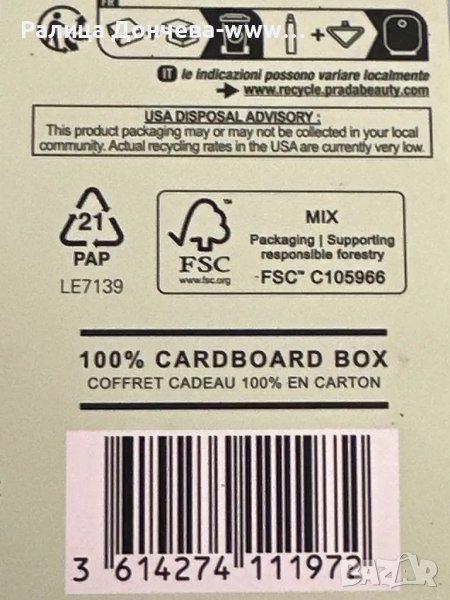 FR
Ралица Дончева-www...
+
IT le indicazioni possono variare localmente
www.recycle.pradabeauty.com
USA DISPOSAL ADVISORY :
This product packaging may or may not be collected in your local
community. Actual recycling rates in the USA are currently very low.
21
PAP
LE7139
FSC™
www.fsc.org
MIX
Packaging | Supporting
responsible forestry
FSC™ C105966
100% CARDBOARD BOX
COFFRET CADEAU 100% EN CARTON
3 614274 111972
BAZAR